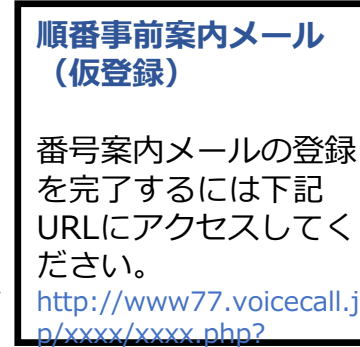 順番事前案内メール
（仮登録）
番号案内メールの登録
を完了するには下記
URLにアクセスしてく
ださい。
http://www77.voicecall.j
p/xxxx/xxxx.php?